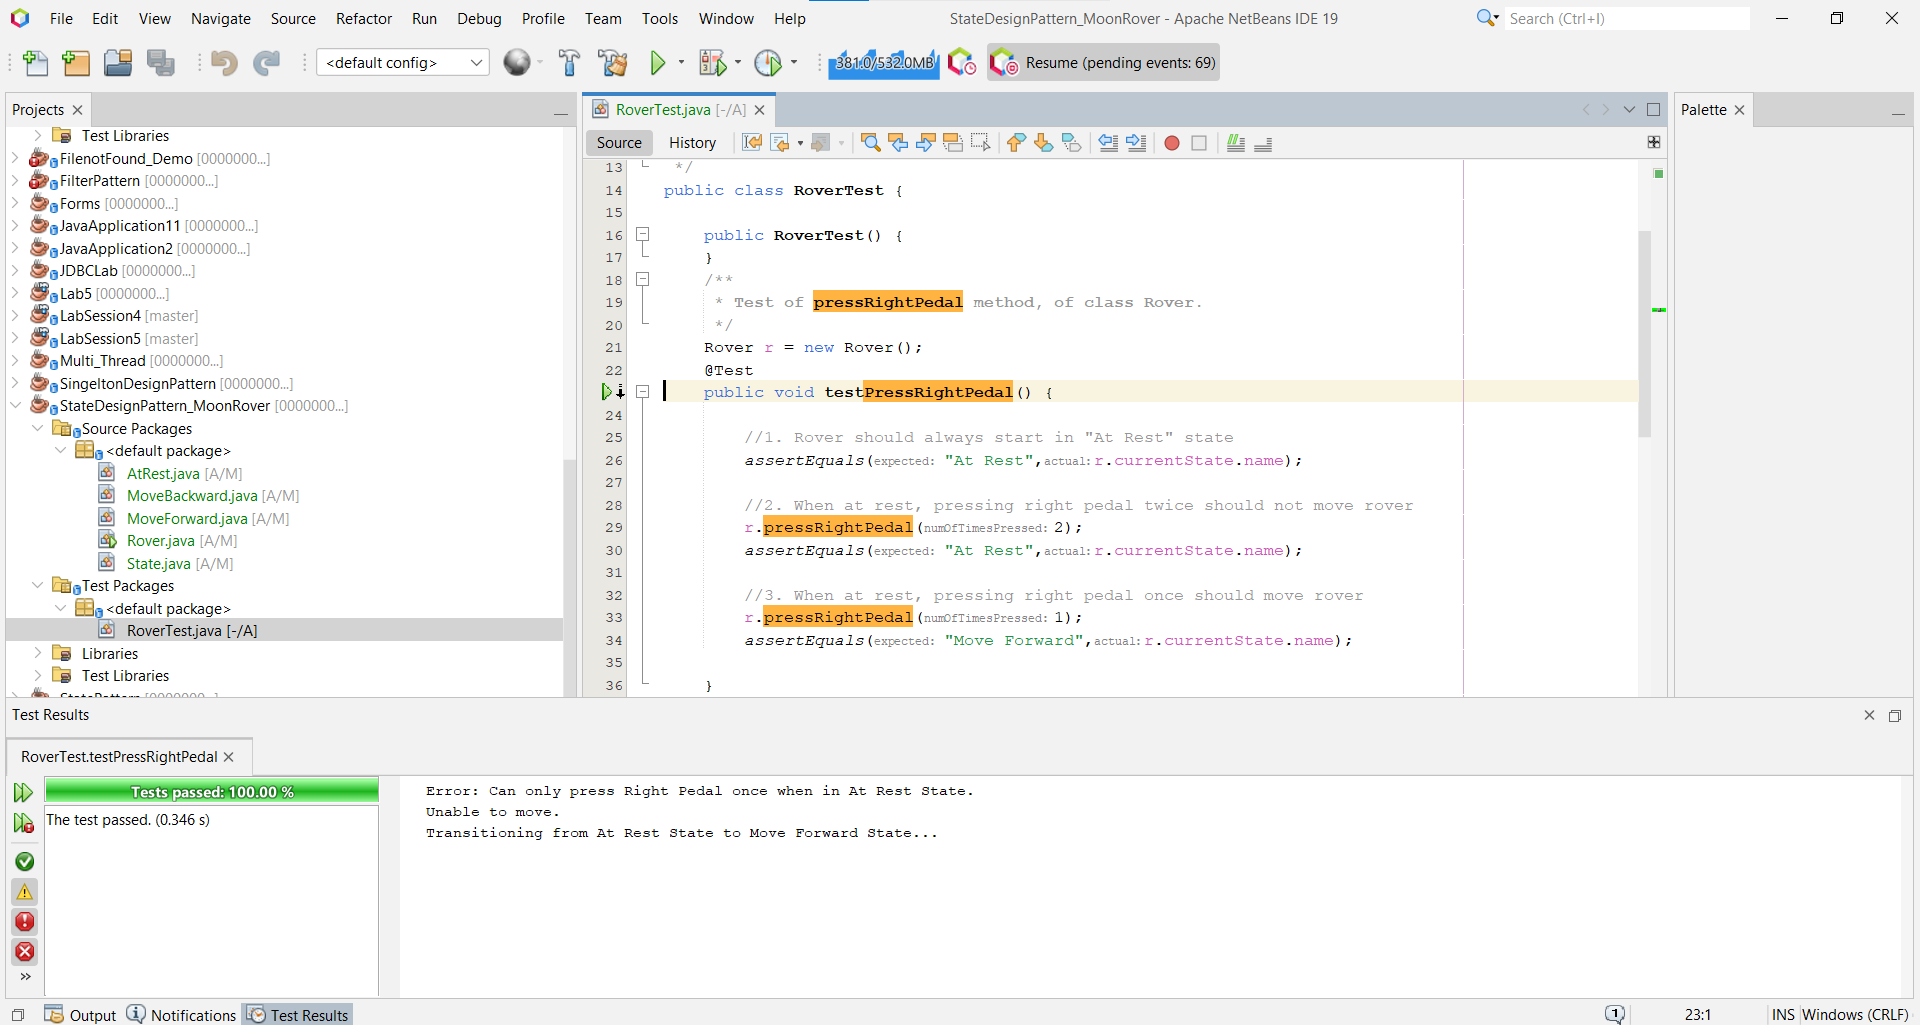 File Edit View Navigate Source Refactor Run Debug Profile Team Tools Window Help
StateDesignPattern_MoonRover - Apache NetBeans IDE 19
Search (Ctrl+I)
<default config>
381.0/532.0MB
Resume (pending events: 69)
Projects
Test Libraries
FilenotFound_Demo [0000000...]
FilterPattern [0000000...]
Forms [0000000...]
JavaApplication11 [0000000...]
JavaApplication2 [0000000...]
JDBCLab [0000000...]
Lab5 [0000000...]
LabSession4 [master]
LabSession5 [master]
Multi_Thread [0000000...]
SingeltonDesignPattern [0000000...]
StateDesignPattern_MoonRover [0000000...]
Source Packages
<default package>
AtRest.java [A/M]
MoveBackward.java [A/M]
MoveForward.java [A/M]
Rover.java [A/M]
State.java [A/M]
Test Packages
<default package>
RoverTest.java [-/A]
Libraries
Test Libraries
StatePattern [0000000...]
RoverTest.java [-/A]
Source History
13 */
14 public class RoverTest {
15
16 public RoverTest() {
17 }
18 /**
19 * Test of pressRightPedal method, of class Rover.
20 */
21 Rover r = new Rover();
22 @Test
public void testPressRightPedal() {
24
25 //1. Rover should always start in "At Rest" state
26 assertEquals(expected: "At Rest",actual: r.currentState.name);
27
28 //2. When at rest, pressing right pedal twice should not move rover
29 r.pressRightPedal(numOfTimesPressed: 2);
30 assertEquals(expected: "At Rest",actual: r.currentState.name);
31
32 //3. When at rest, pressing right pedal once should move rover
33 r.pressRightPedal(numOfTimesPressed: 1);
34 assertEquals(expected: "Move Forward",actual: r.currentState.name);
35
36 }
Palette
Test Results
RoverTest.testPressRightPedal
Tests passed: 100.00 %
The test passed. (0.346 s)
Error: Can only press Right Pedal once when in At Rest State.
Unable to move.
Transitioning from At Rest State to Move Forward State...
Output Notifications Test Results
1
23:1
INS
Windows (CRLF)